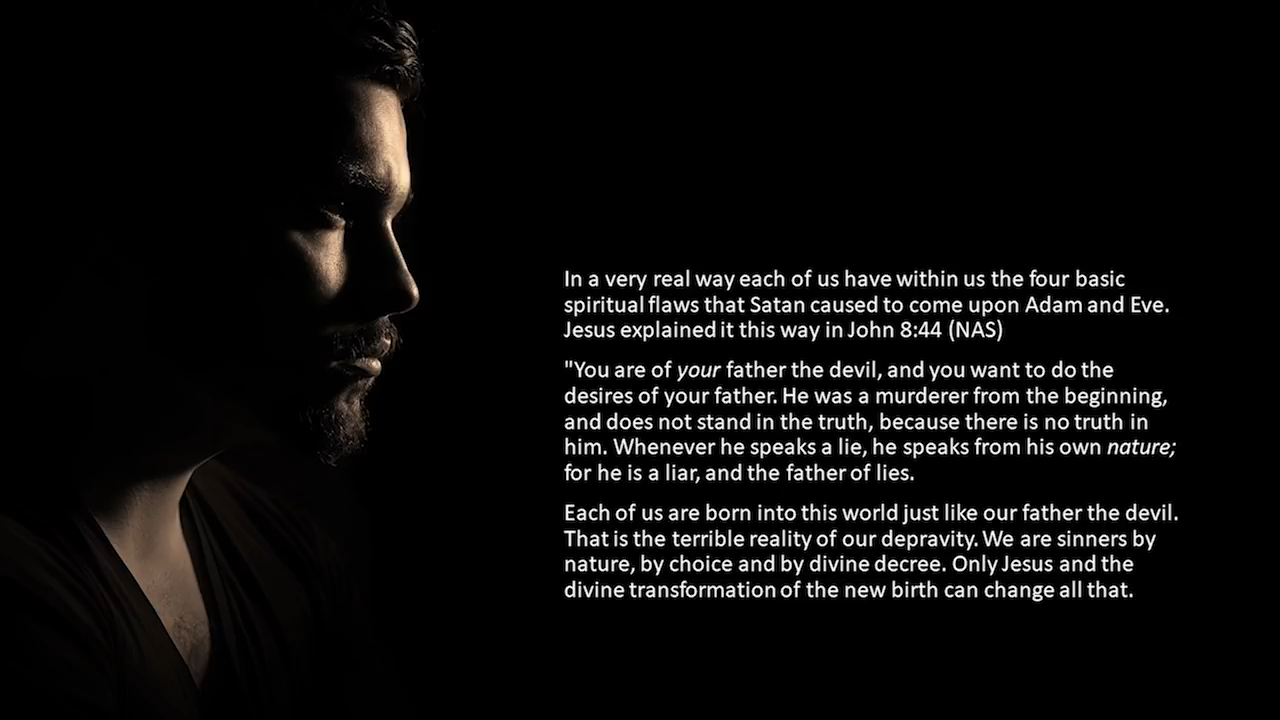 In a very real way each of us have within us the four basic
spiritual flaws that Satan caused to come upon Adam and Eve.
Jesus explained it this way in John 8:44 (NAS)
"You are of your father the devil, and you want to do the
desires of your father. He was a murderer from the beginning,
and does not stand in the truth, because there is no truth in
him. Whenever he speaks a lie, he speaks from his own nature;
for he is a liar, and the father of lies.
Each of us are born into this world just like our father the devil.
That is the terrible reality of our depravity. We are sinners by
nature, by choice and by divine decree. Only Jesus and the
divine transformation of the new birth can change all that.